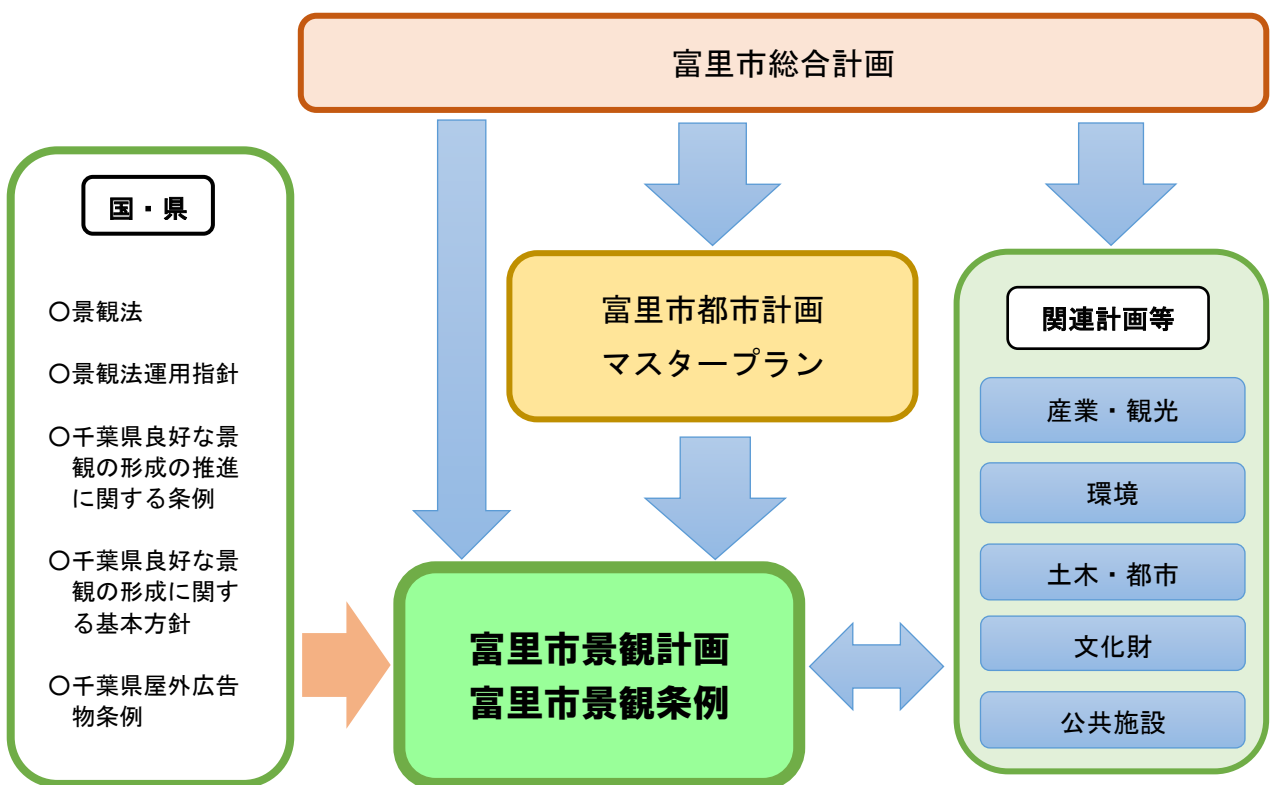 富里市総合計画
国・県
〇景観法
〇景観法運用指針
〇千葉県良好な景
観の形成の推進
に関する条例
〇千葉県良好な景
観の形成に関す
る基本方針
〇千葉県屋外広告
物条例
富里市都市計画
マスタープラン
富里市景観計画
富里市景観条例
関連計画等
産業・観光
環境
土木・都市
文化財
公共施設